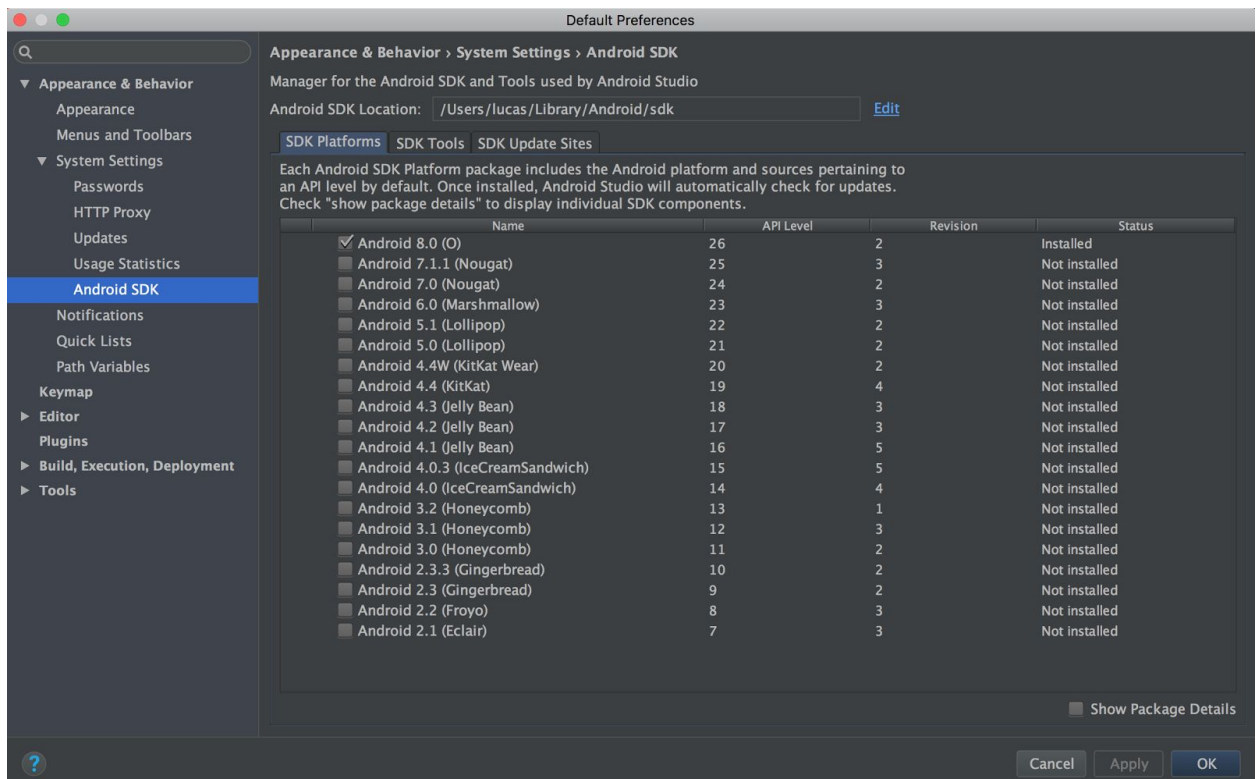 Default Preferences
Appearance & Behavior › System Settings › Android SDK
Manager for the Android SDK and Tools used by Android Studio
Android SDK Location: /Users/lucas/Library/Android/sdk Edit
Appearance & Behavior
Appearance
Menus and Toolbars
System Settings
Passwords
HTTP Proxy
Updates
Usage Statistics
Android SDK
Notifications
Quick Lists
Path Variables
Keymap
Editor
Plugins
Build, Execution, Deployment
Tools
SDK Platforms SDK Tools SDK Update Sites
Each Android SDK Platform package includes the Android platform and sources pertaining to
an API level by default. Once installed, Android Studio will automatically check for updates.
Check "show package details" to display individual SDK components.
Name API Level Revision Status
Android 8.0 (O) 26 2 Installed
Android 7.1.1 (Nougat) 25 3 Not installed
Android 7.0 (Nougat) 24 2 Not installed
Android 6.0 (Marshmallow) 23 3 Not installed
Android 5.1 (Lollipop) 22 2 Not installed
Android 5.0 (Lollipop) 21 2 Not installed
Android 4.4W (KitKat Wear) 20 2 Not installed
Android 4.4 (KitKat) 19 4 Not installed
Android 4.3 (Jelly Bean) 18 3 Not installed
Android 4.2 (Jelly Bean) 17 3 Not installed
Android 4.1 (Jelly Bean) 16 5 Not installed
Android 4.0.3 (IceCreamSandwich) 15 5 Not installed
Android 4.0 (IceCreamSandwich) 14 4 Not installed
Android 3.2 (Honeycomb) 13 1 Not installed
Android 3.1 (Honeycomb) 12 3 Not installed
Android 3.0 (Honeycomb) 11 2 Not installed
Android 2.3.3 (Gingerbread) 10 2 Not installed
Android 2.3 (Gingerbread) 9 2 Not installed
Android 2.2 (Froyo) 8 3 Not installed
Android 2.1 (Eclair) 7 3 Not installed
Show Package Details
? Cancel Apply OK